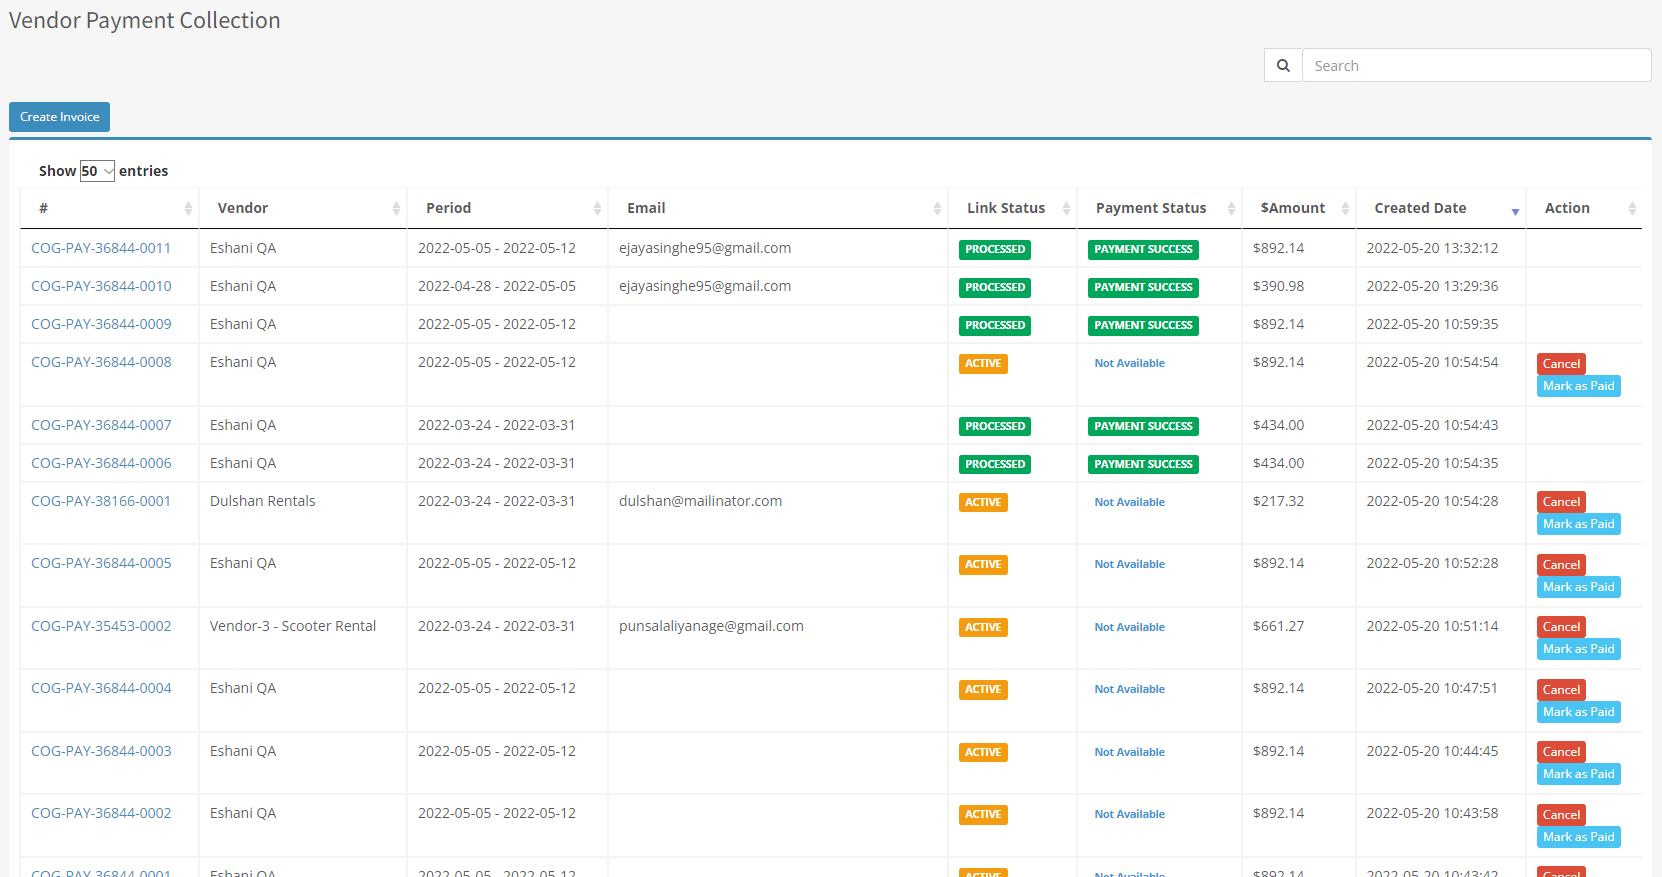 Vendor Payment Collection
Search
Create Invoice
Show 50 entries
# Vendor Period Email Link Status Payment Status $Amount Created Date Action
COG-PAY-36844-0011 Eshani QA 2022-05-05 - 2022-05-12 ejayasinghe95@gmail.com PROCESSED PAYMENT SUCCESS $892.14 2022-05-20 13:32:12
COG-PAY-36844-0010 Eshani QA 2022-04-28 - 2022-05-05 ejayasinghe95@gmail.com PROCESSED PAYMENT SUCCESS $390.98 2022-05-20 13:29:36
COG-PAY-36844-0009 Eshani QA 2022-05-05 - 2022-05-12 PROCESSED PAYMENT SUCCESS $892.14 2022-05-20 10:59:35
COG-PAY-36844-0008 Eshani QA 2022-05-05 - 2022-05-12 ACTIVE Not Available $892.14 2022-05-20 10:54:54 Cancel
Mark as Paid
COG-PAY-36844-0007 Eshani QA 2022-03-24 - 2022-03-31 PROCESSED PAYMENT SUCCESS $434.00 2022-05-20 10:54:43
COG-PAY-36844-0006 Eshani QA 2022-03-24 - 2022-03-31 PROCESSED PAYMENT SUCCESS $434.00 2022-05-20 10:54:35
COG-PAY-38166-0001 Dulshan Rentals 2022-03-24 - 2022-03-31 dulshan@mailinator.com ACTIVE Not Available $217.32 2022-05-20 10:54:28 Cancel
Mark as Paid
COG-PAY-36844-0005 Eshani QA 2022-05-05 - 2022-05-12 ACTIVE Not Available $892.14 2022-05-20 10:52:28 Cancel
Mark as Paid
COG-PAY-35453-0002 Vendor-3 - Scooter Rental 2022-03-24 - 2022-03-31 punsalaliyanage@gmail.com ACTIVE Not Available $661.27 2022-05-20 10:51:14 Cancel
Mark as Paid
COG-PAY-36844-0004 Eshani QA 2022-05-05 - 2022-05-12 ACTIVE Not Available $892.14 2022-05-20 10:47:51 Cancel
Mark as Paid
COG-PAY-36844-0003 Eshani QA 2022-05-05 - 2022-05-12 ACTIVE Not Available $892.14 2022-05-20 10:44:45 Cancel
Mark as Paid
COG-PAY-36844-0002 Eshani QA 2022-05-05 - 2022-05-12 ACTIVE Not Available $892.14 2022-05-20 10:43:58 Cancel
Mark as Paid
COG-PAY-36844-0001 Eshani QA 2022-05-05 - 2022-05-12 ACTIVE Not Available $892.14 2022-05-20 10:43:42 Cancel